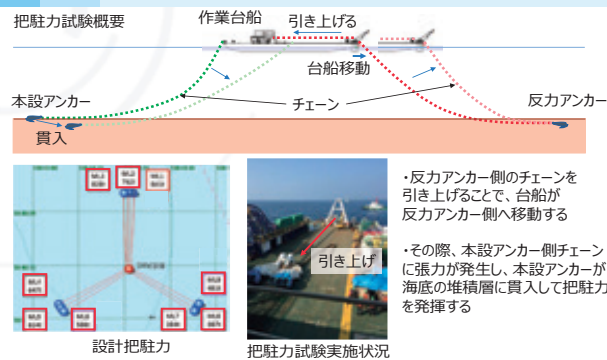 把駐力試験概要
作業台船
引き上げる
台船移動
本設アンカー
チェーン
反力アンカー
貫入
・反力アンカー側のチェーンを
引き上げることで、台船が
反力アンカー側へ移動する
・その際、本設アンカー側チェーン
に張力が発生し、本設アンカーが
海底の堆積層に貫入して把駐力
を発揮する
引き上げ
設計把駐力
把駐力試験実施状況